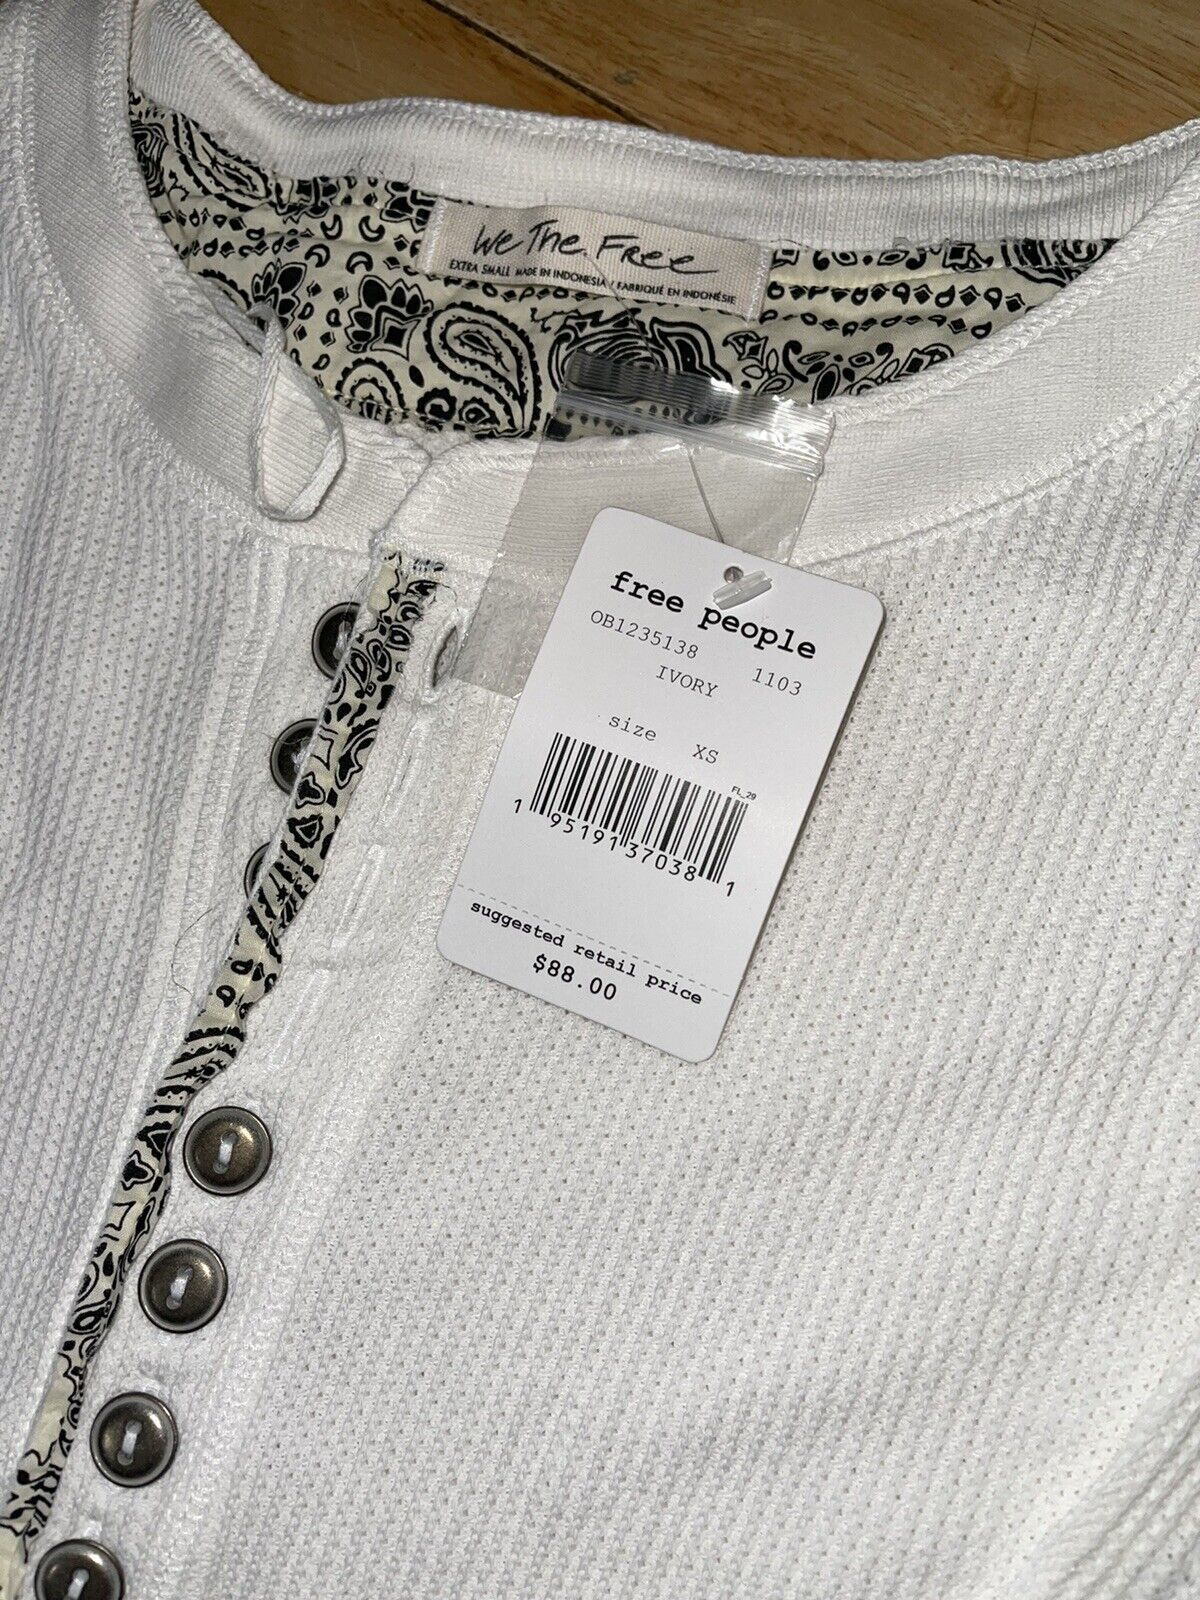 We The Free
EXTRA SMALL MADE IN INDONESIA / FABRIQUÉ EN INDONÉSIE
free people
OB1235138 1103
IVORY
size XS
FL_29
1 95191 37038 1
suggested retail price
$88.00